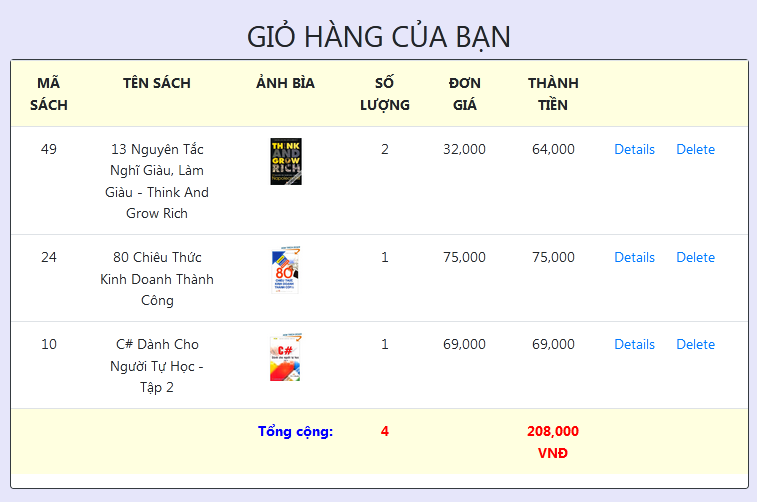 GIỎ HÀNG CỦA BẠN
MÃ SÁCH TÊN SÁCH ẢNH BÌA SỐ LƯỢNG ĐƠN GIÁ THÀNH TIỀN
49 13 Nguyên Tắc 2 32,000 64,000 Details Delete
Nghĩ Giàu, Làm
Giàu - Think And
Grow Rich
THINK
AND
GROW
RICH
24 80 Chiêu Thức 1 75,000 75,000 Details Delete
Kinh Doanh Thành
Công
80
CHIÊU THỨC
KINH DOANH
10 C# Dành Cho 1 69,000 69,000 Details Delete
Người Tự Học -
Tập 2
C#
Tổng cộng: 4 208,000
VNĐ